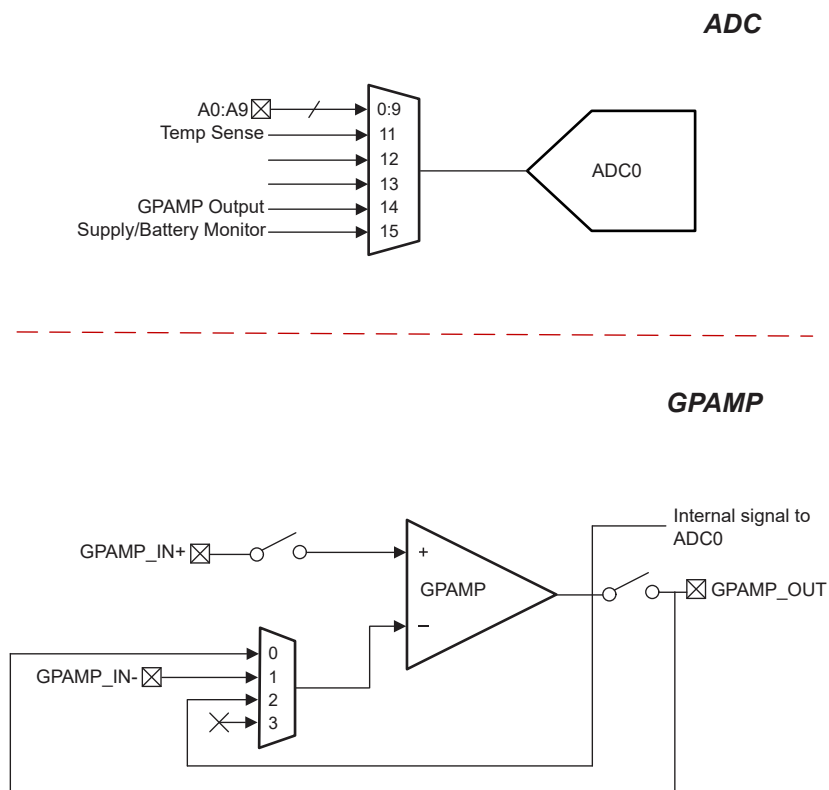 ADC
A0:A9
0:9
Temp Sense
11
12
13
GPAMP Output
14
Supply/Battery Monitor
15
ADC0
GPAMP
Internal signal to
ADC0
GPAMP_IN+
+
GPAMP
GPAMP_OUT
−
0
GPAMP_IN-
1
2
3